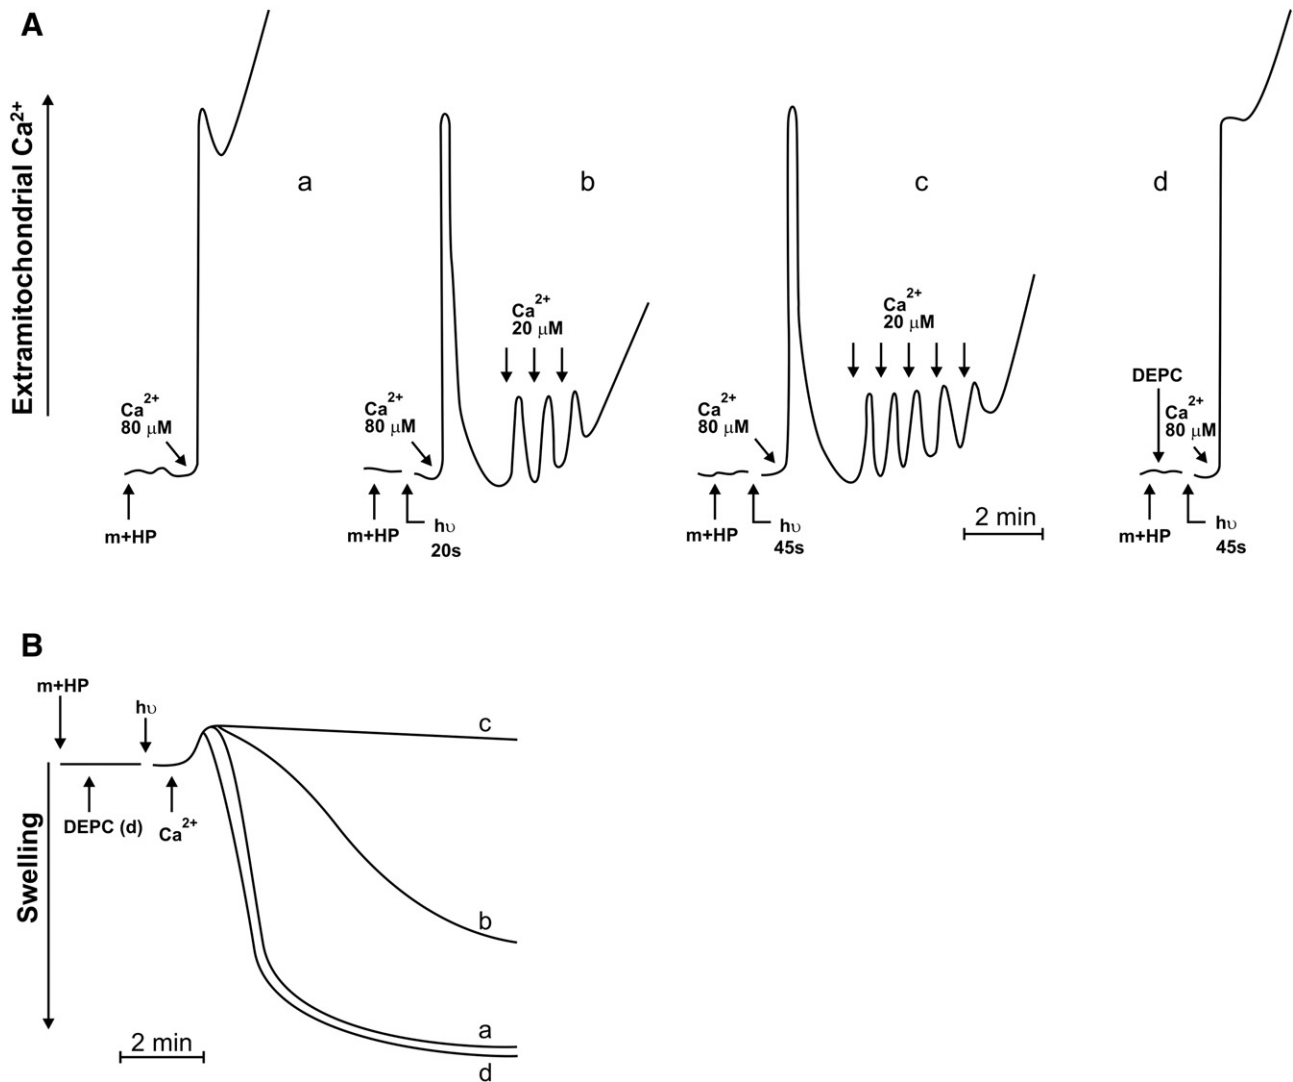 A
Extramitochondrial Ca²⁺
a
b
c
d
Ca²⁺
80 μM
m+HP
Ca²⁺
80 μM
Ca²⁺
20 μM
m+HP
hυ
20s
Ca²⁺
80 μM
Ca²⁺
20 μM
m+HP
hυ
45s
2 min
DEPC
Ca²⁺
80 μM
m+HP
hυ
45s
B
m+HP
hυ
Swelling
DEPC (d)
Ca²⁺
c
b
a
d
2 min